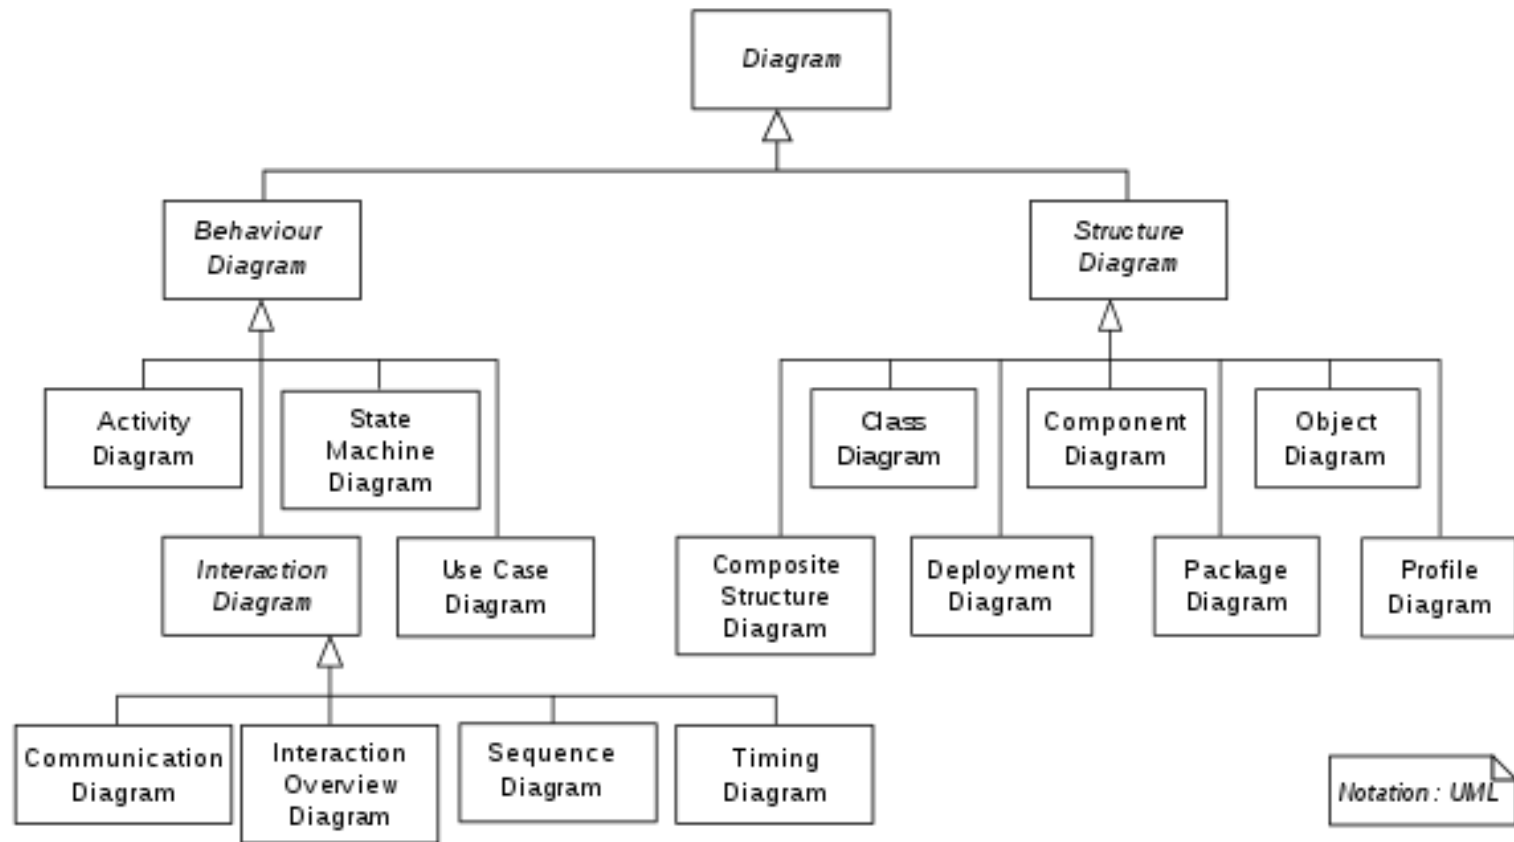 Diagram
Behaviour
Diagram
Structure
Diagram
Activity
Diagram
State
Machine
Diagram
Class
Diagram
Component
Diagram
Object
Diagram
Interaction
Diagram
Use Case
Diagram
Composite
Structure
Diagram
Deployment
Diagram
Package
Diagram
Profile
Diagram
Communication
Diagram
Interaction
Overview
Diagram
Sequence
Diagram
Timing
Diagram
Notation : UML